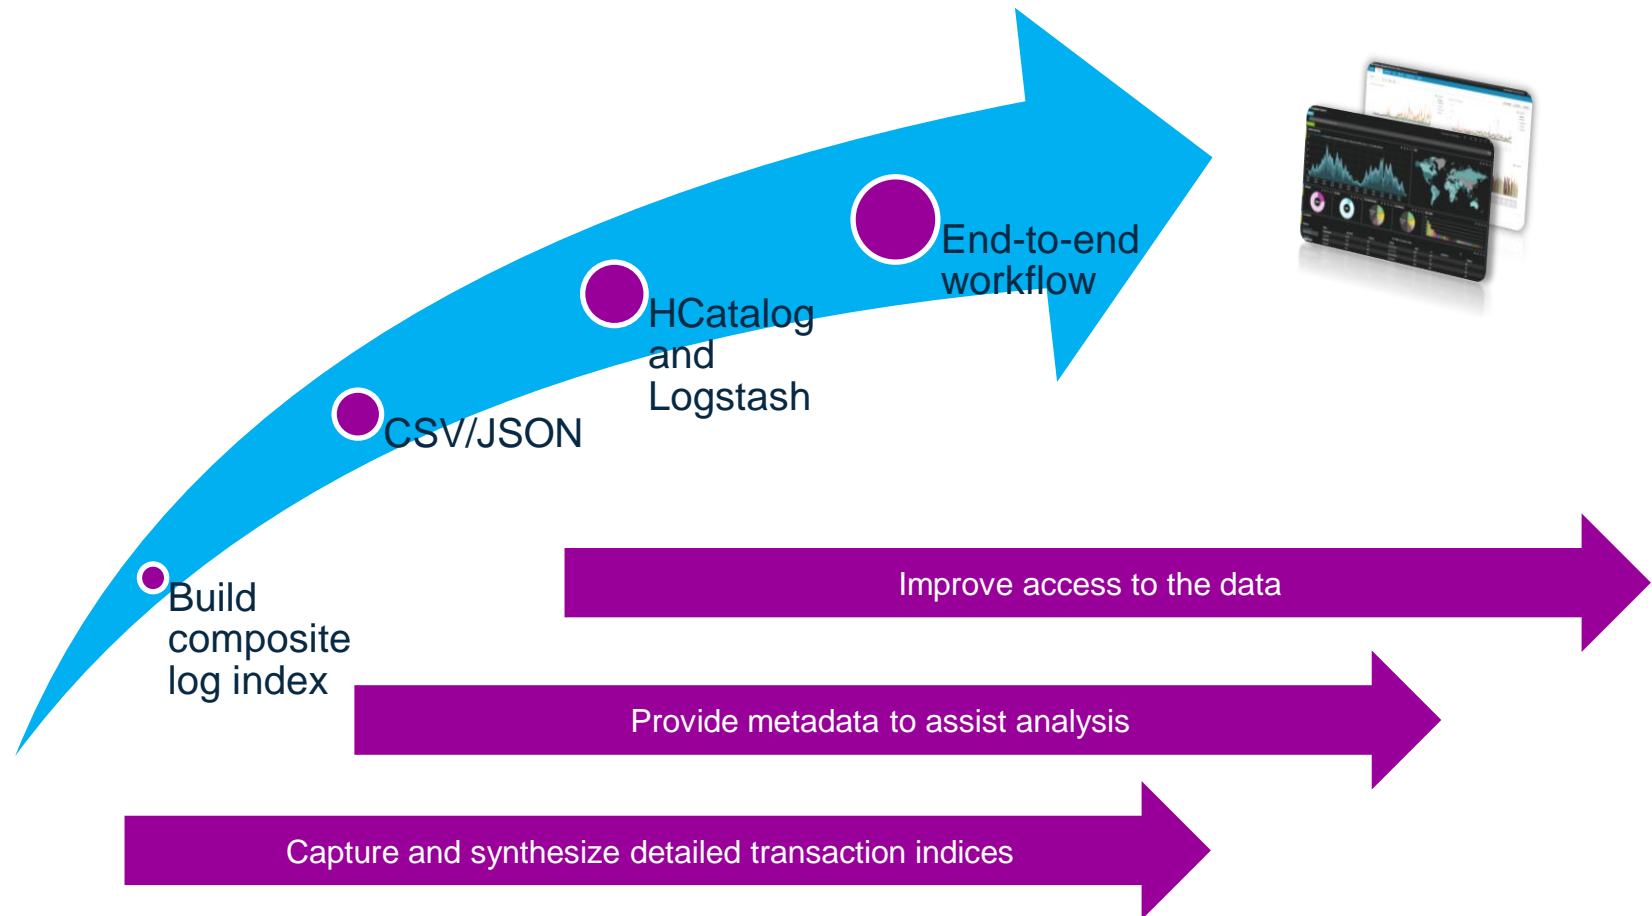 End-to-end
workflow
HCatalog
and
Logstash
CSV/JSON
Build
composite
log index
Improve access to the data
Provide metadata to assist analysis
Capture and synthesize detailed transaction indices